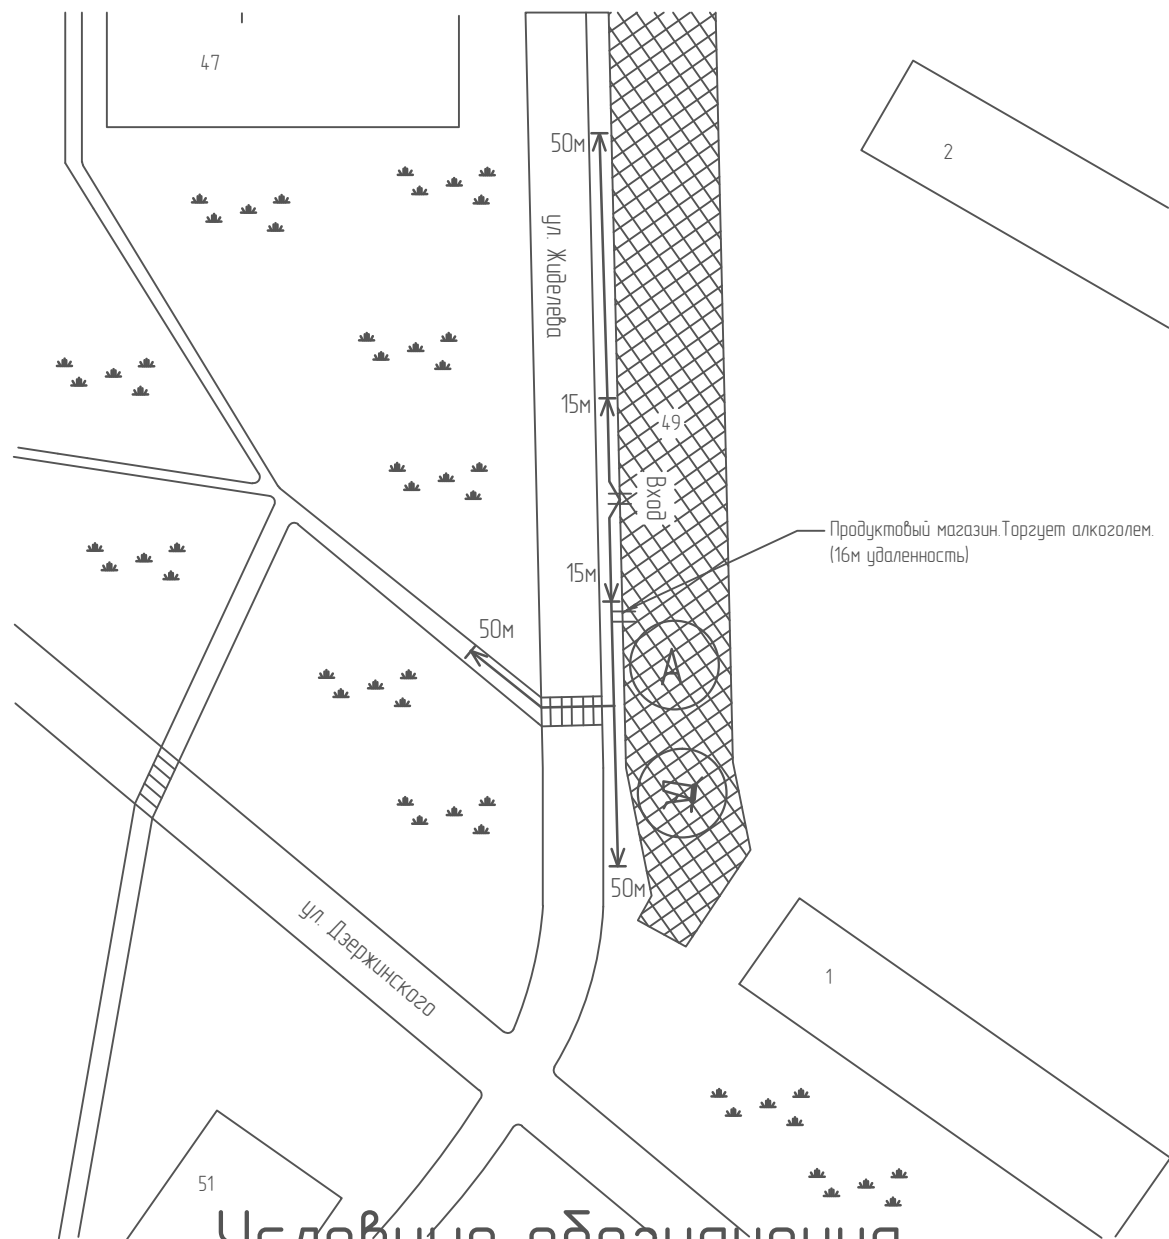 47
2
50м
ул. Жиделева
15м
49
Вход
Продуктовый магазин.Торгует алкоголем.
(16м удаленность)
15м
50м
А
50м
ул. Дзержинского
1
51
Условные обозначения